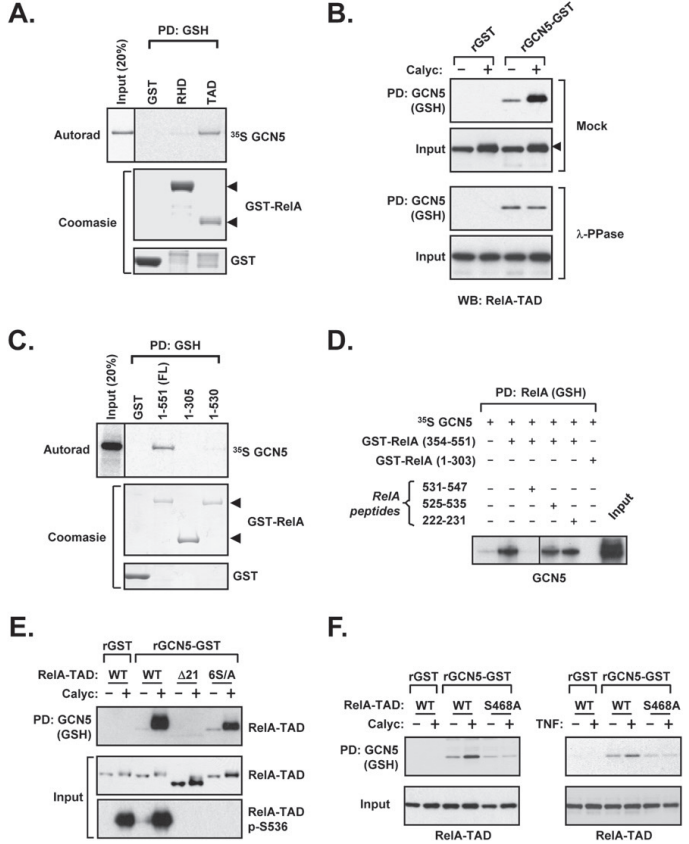 A.
PD: GSH
Input (20%)
GST
RHD
TAD
Autorad
35S GCN5
Coomasie
GST-RelA
GST
B.
rGST
rGCN5-GST
Calyc: – + – +
PD: GCN5
(GSH)
Mock
Input
PD: GCN5
(GSH)
λ-PPase
Input
WB: RelA-TAD
C.
PD: GSH
Input (20%)
GST
1-551 (FL)
1-305
1-530
Autorad
35S GCN5
Coomasie
GST-RelA
GST
D.
PD: RelA (GSH)
35S GCN5 + + + + + +
GST-RelA (354-551) – + + + + –
GST-RelA (1-303) – – – – – +
RelA
peptides
531-547 – – + – – –
525-535 – – – + – –
222-231 – – – – + –
Input
GCN5
E.
rGST
rGCN5-GST
RelA-TAD: WT WT Δ21 6S/A
Calyc: – + – + – + – +
PD: GCN5
(GSH)
RelA-TAD
Input
RelA-TAD
RelA-TAD
p-S536
F.
rGST rGCN5-GST
RelA-TAD: WT WT S468A
Calyc: – + – + – +
PD: GCN5
(GSH)
Input
RelA-TAD
rGST rGCN5-GST
WT WT S468A
TNF: – + – + – +
RelA-TAD